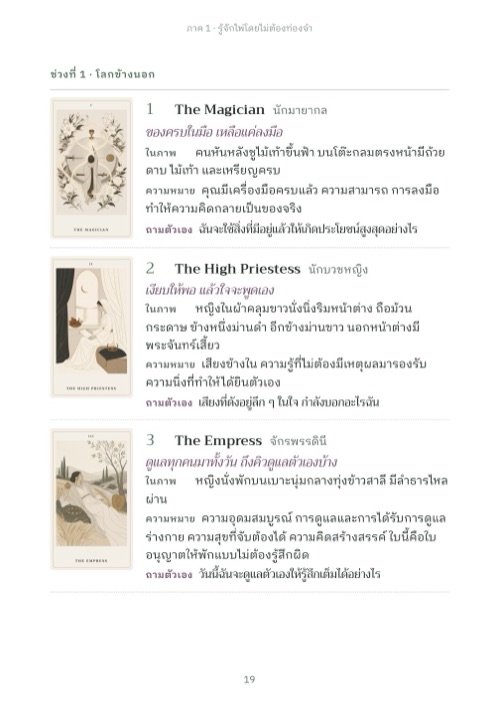 ภาค 1 · รู้จักไพ่โดยไม่ต้องท่องจำ
ช่วงที่ 1 · โลกข้างนอก
I
THE MAGICIAN
1 The Magician นักมายากล
ของครบในมือ เหลือแค่ลงมือ
ในภาพ คนหันหลังชูไม้เท้าขึ้นฟ้า บนโต๊ะกลมตรงหน้ามีถ้วย
ดาบ ไม้เท้า และเหรียญครบ
ความหมาย คุณมีเครื่องมือครบแล้ว ความสามารถ การลงมือ
ทำให้ความคิดกลายเป็นของจริง
ถามตัวเอง ฉันจะใช้สิ่งที่มีอยู่แล้วให้เกิดประโยชน์สูงสุดอย่างไร
II
THE HIGH PRIESTESS
2 The High Priestess นักบวชหญิง
เงียบให้พอ แล้วใจจะพูดเอง
ในภาพ หญิงในผ้าคลุมขาวนั่งนิ่งริมหน้าต่าง ถือม้วน
กระดาษ ข้างหนึ่งม่านดำ อีกข้างม่านขาว นอกหน้าต่างมี
พระจันทร์เสี้ยว
ความหมาย เสียงข้างใน ความรู้ที่ไม่ต้องมีเหตุผลมารองรับ
ความนิ่งที่ทำให้ได้ยินตัวเอง
ถามตัวเอง เสียงที่ดังอยู่ลึก ๆ ในใจ กำลังบอกอะไรฉัน
III
THE EMPRESS
3 The Empress จักรพรรดินี
ดูแลทุกคนมาทั้งวัน ถึงคิวดูแลตัวเองบ้าง
ในภาพ หญิงนั่งพักบนเบาะนุ่มกลางทุ่งข้าวสาลี มีลำธารไหล
ผ่าน
ความหมาย ความอุดมสมบูรณ์ การดูแลและการได้รับการดูแล
ร่างกาย ความสุขที่จับต้องได้ ความคิดสร้างสรรค์ ใบนี้คือใบ
อนุญาตให้พักแบบไม่ต้องรู้สึกผิด
ถามตัวเอง วันนี้ฉันจะดูแลตัวเองให้รู้สึกเต็มได้อย่างไร
19